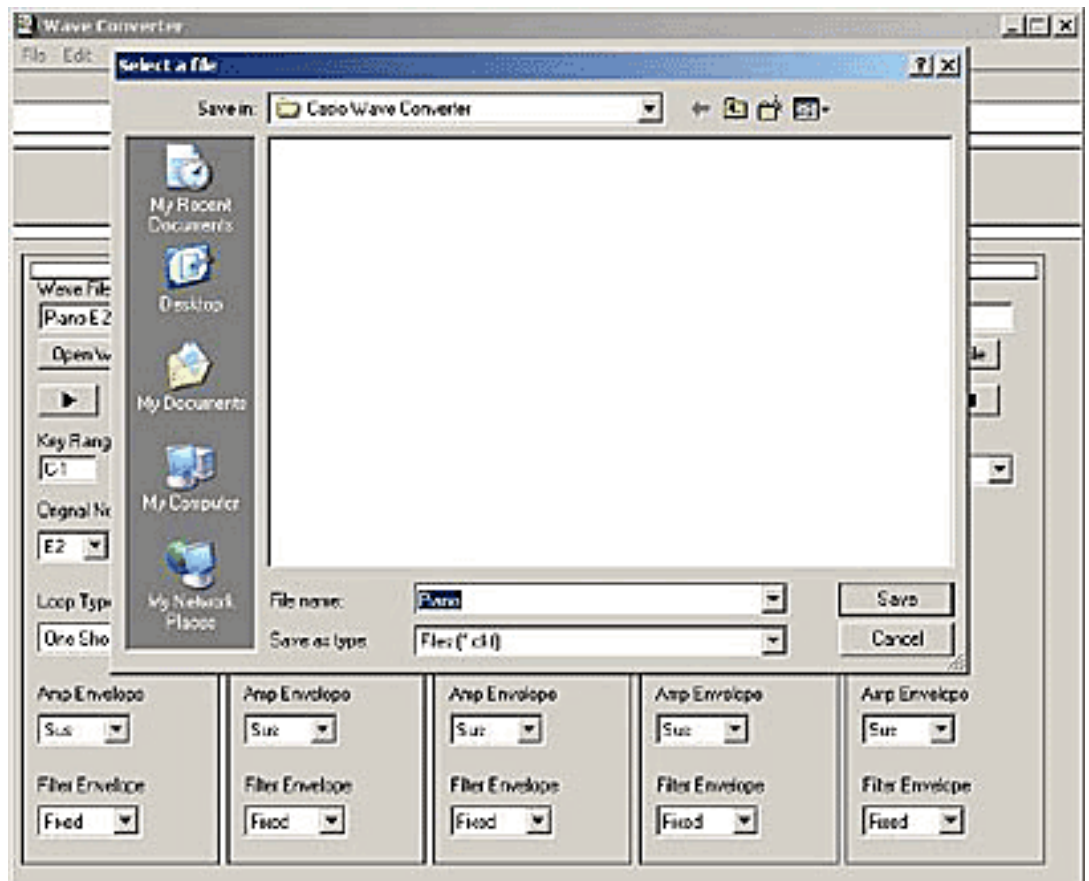 Wave Converter
File Edit
Select a file
Save in: Casio Wave Converter
My Recent
Documents
Desktop
My Documents
My Computer
My Network
Places
Wave File
Piano E2
Open W
Key Rang
Original No
E2
Loop Typ
One Sho
File name: Piano
Save
Save as type:
Cancel
Amp Envelope Amp Envelope Amp Envelope Amp Envelope Amp Envelope
Sus Sus Sus Sus Sus
Filter Envelope Filter Envelope Filter Envelope Filter Envelope Filter Envelope
Fixed Fixed Fixed Fixed Fixed